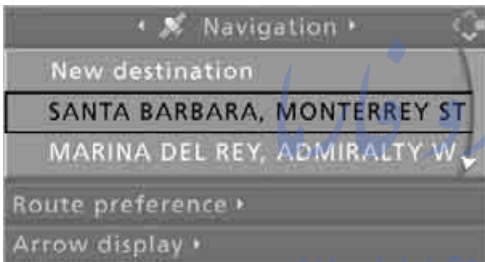 Navigation
New destination
SANTA BARBARA, MONTERREY ST
MARINA DEL REY, ADMIRALTY W
Route preference
Arrow display